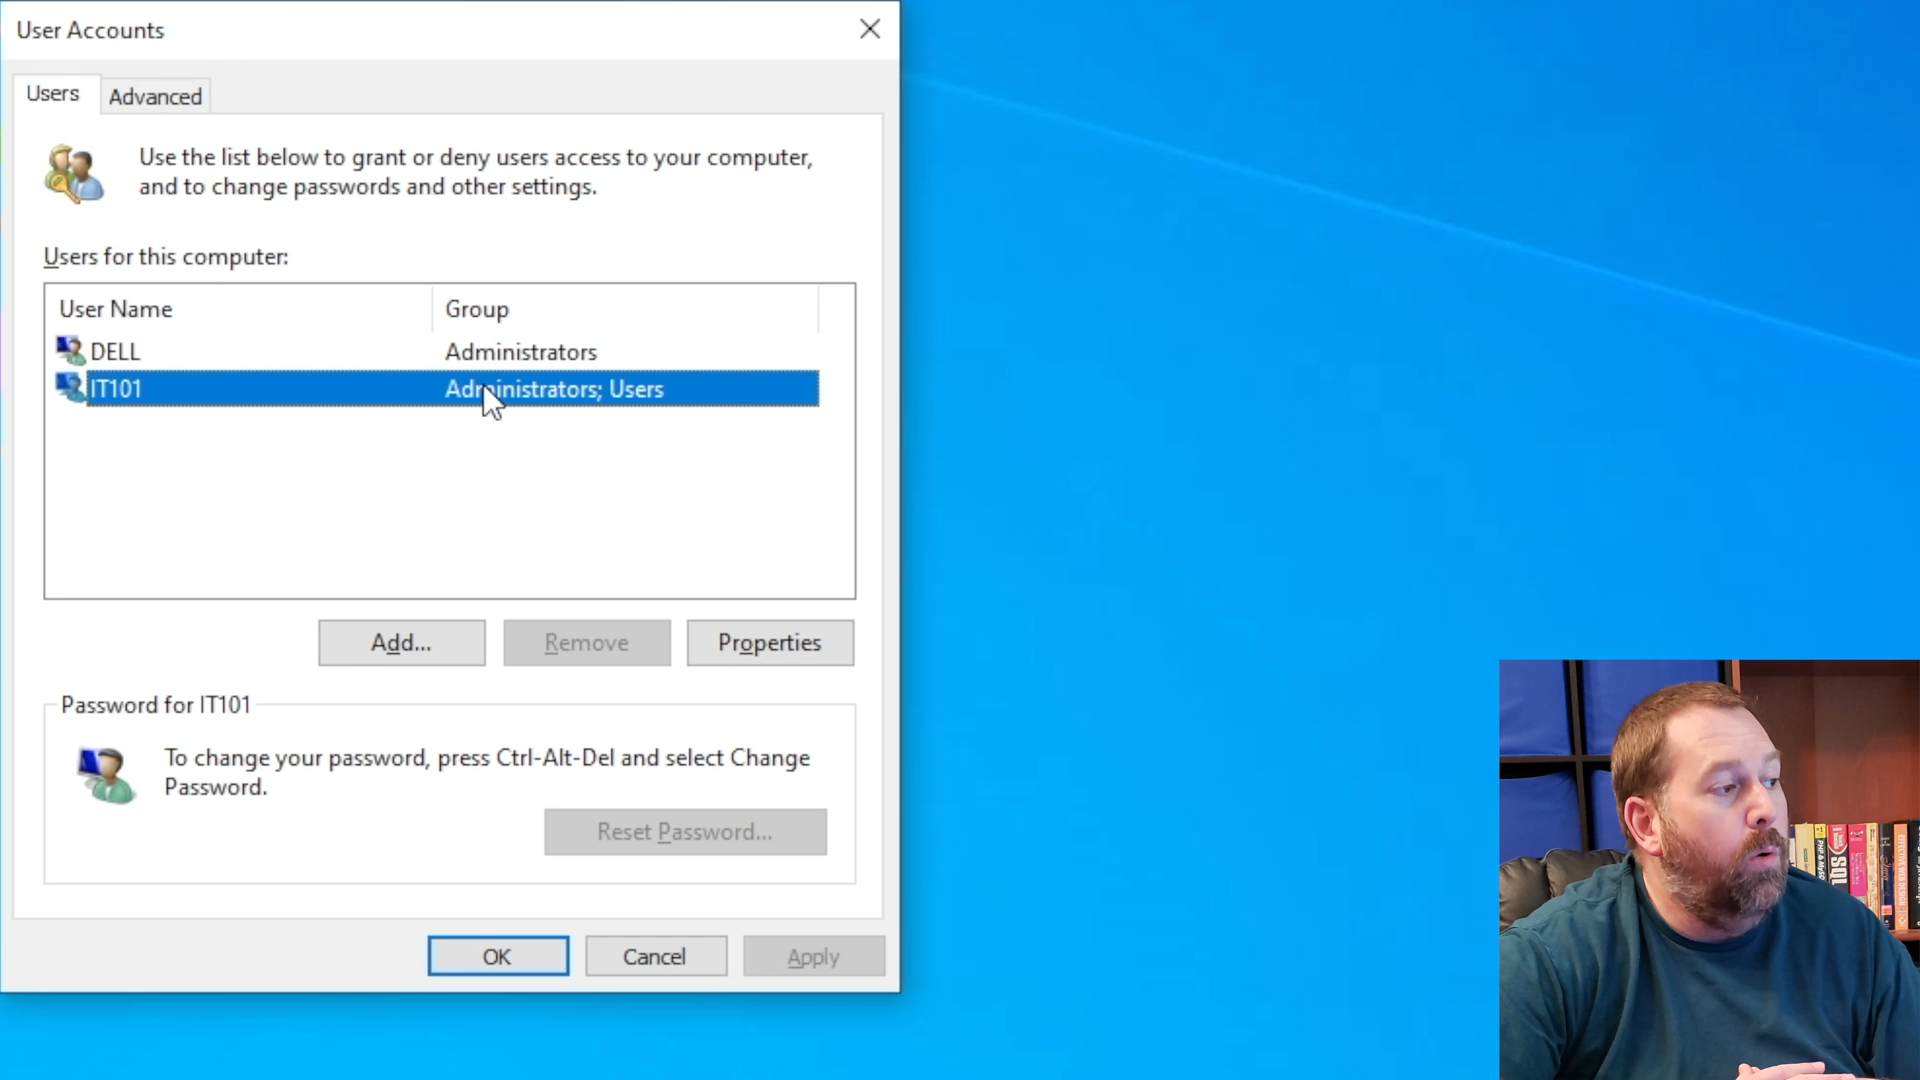 User Accounts
Users
Advanced
Use the list below to grant or deny users access to your computer,
and to change passwords and other settings.
Users for this computer:
User Name
Group
DELL
Administrators
IT101
Administrators; Users
Add...
Remove
Properties
Password for IT101
To change your password, press Ctrl-Alt-Del and select Change
Password.
Reset Password...
OK
Cancel
Apply
SQL